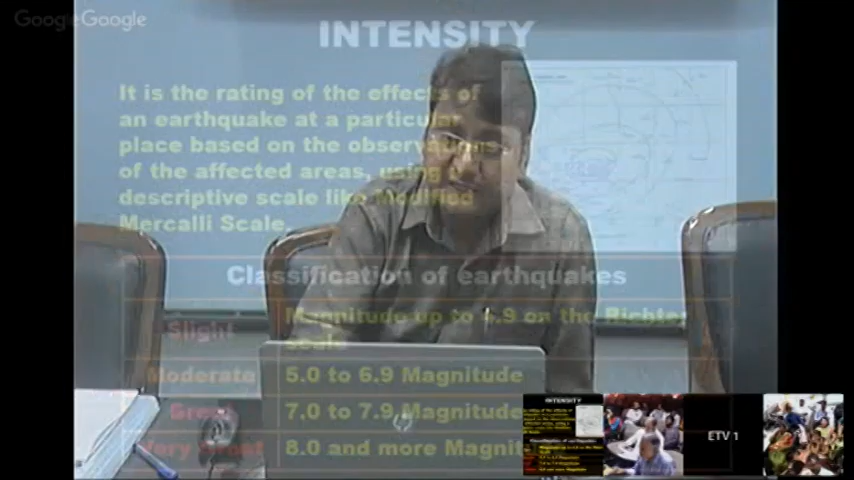 GoogleGoogle
INTENSITY
It is the rating of the effects of
an earthquake at a particular
place based on the observations
of the affected areas, using a
descriptive scale like Modified
Mercalli Scale.
Classification of earthquakes
Slight
Magnitude up to 4.9 on the Richter
scale
Moderate 5.0 to 6.9 Magnitude
Great 7.0 to 7.9 Magnitude
Very Great 8.0 and more Magnit
INTENSITY
ETV 1